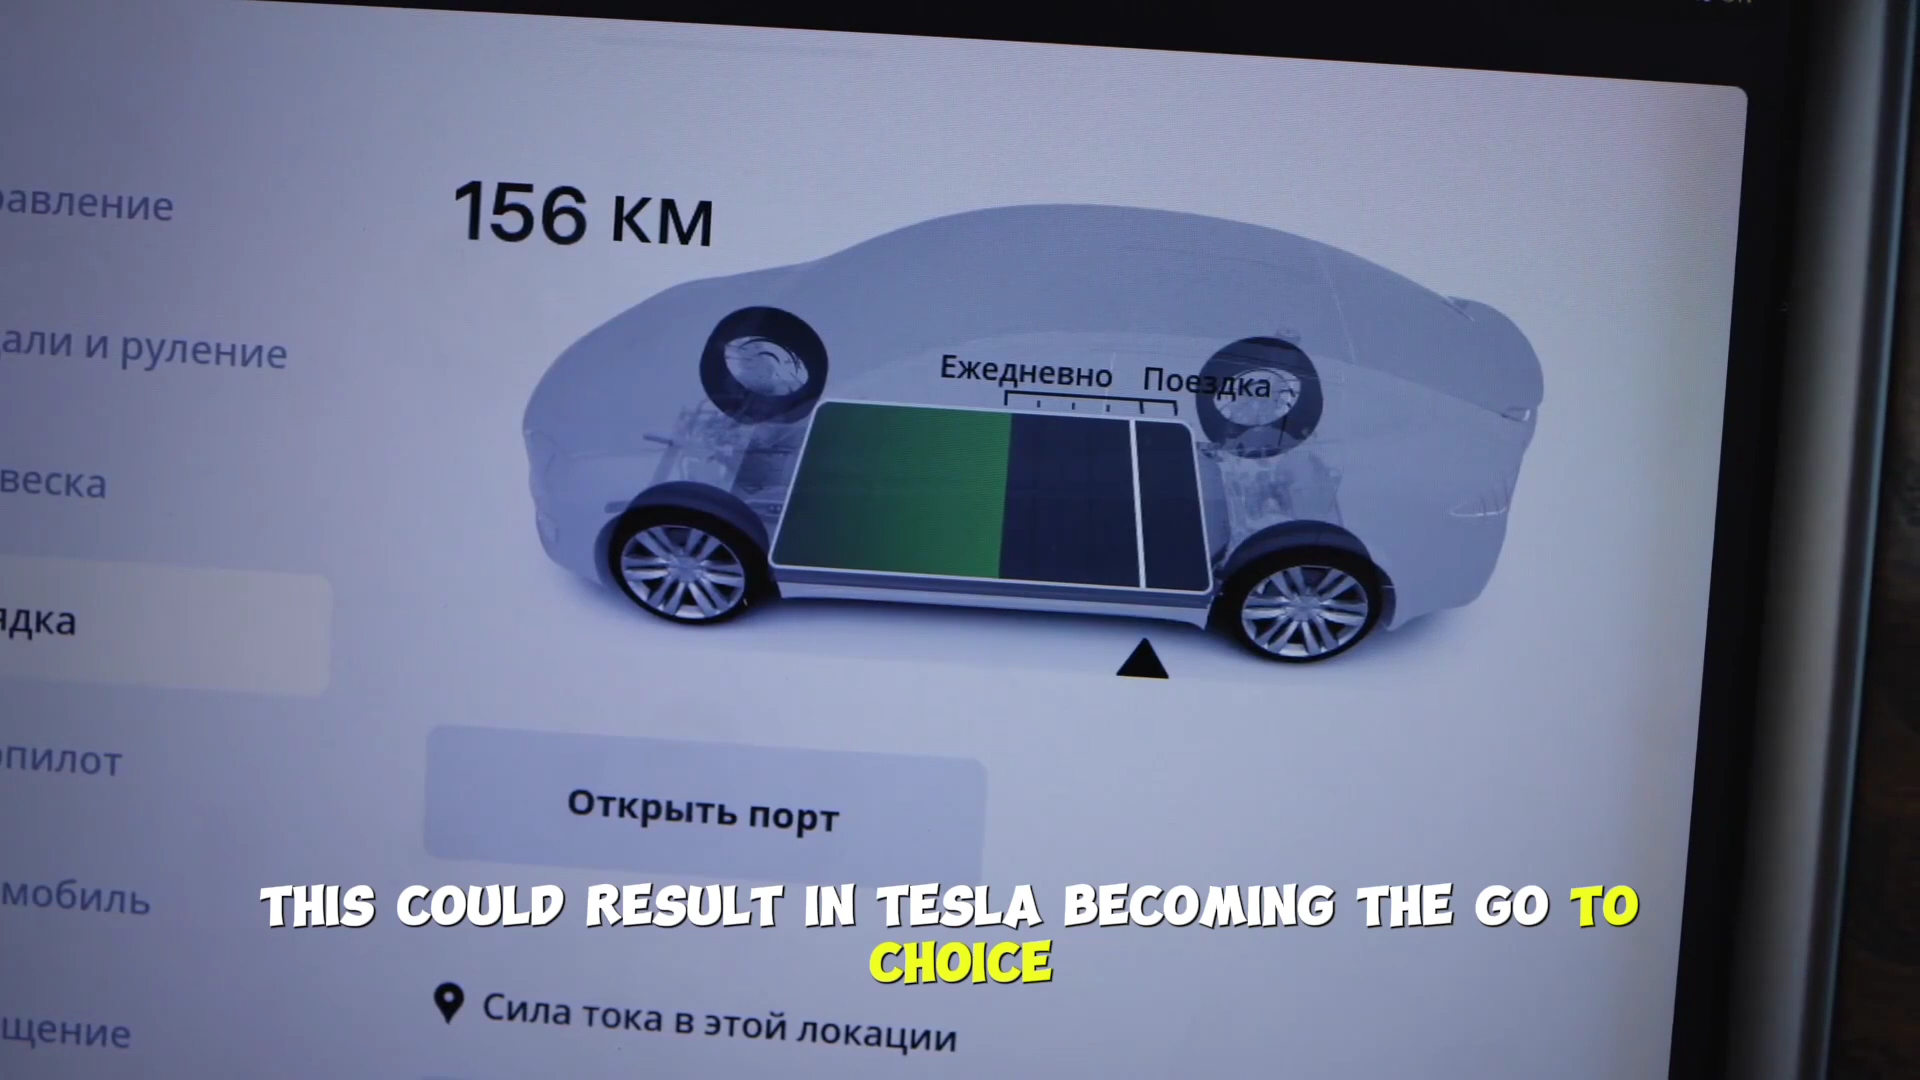 156 КМ
равление
Ежедневно Поездка
али и руление
веска
ядка
опилот
Открыть порт
мобиль
THIS COULD RESULT IN TESLA BECOMING THE GO TO
CHOICE
Сила тока в этой локации
щение